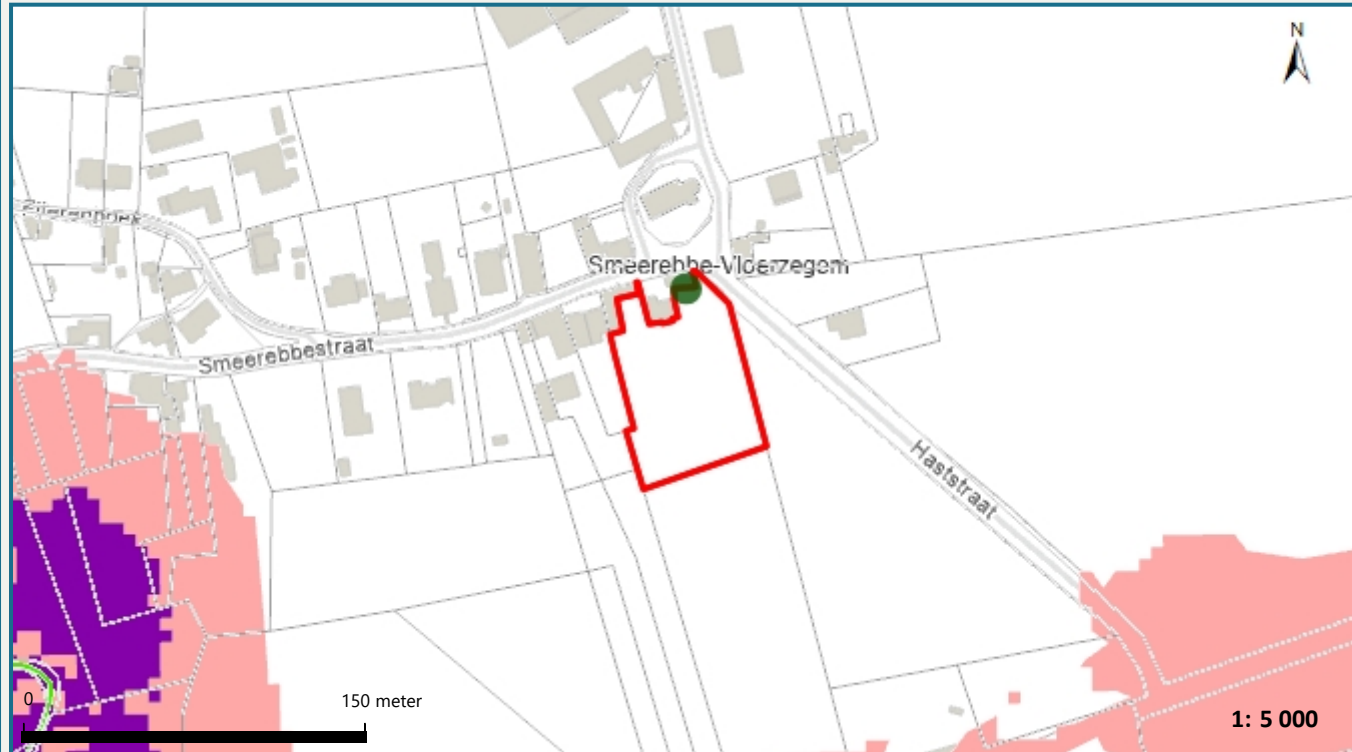 N
Smeerebbe-Vloerzegem
Smeerebbestraat
Haststraat
0
150 meter
1: 5 000